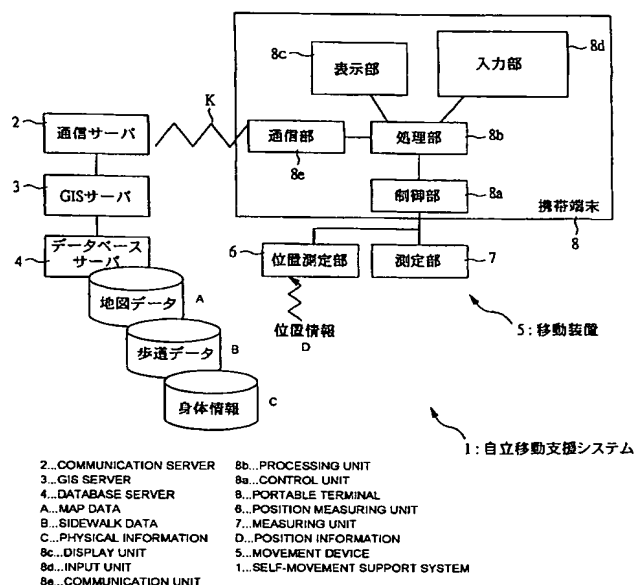 8c
表示部
入力部
8d
K
2
通信サーバ
通信部
8e
処理部
8b
3
GISサーバ
制御部
8a
携帯端末
8
データベース
サーバ
4
6
位置測定部
測定部
7
地図データ
A
位置情報
D
5:移動装置
歩道データ
B
身体情報
C
1:自立移動支援システム
2...COMMUNICATION SERVER
3...GIS SERVER
4...DATABASE SERVER
A...MAP DATA
B...SIDEWALK DATA
C...PHYSICAL INFORMATION
8c...DISPLAY UNIT
8d...INPUT UNIT
8e...COMMUNICATION UNIT
8b...PROCESSING UNIT
8a...CONTROL UNIT
8...PORTABLE TERMINAL
6...POSITION MEASURING UNIT
7...MEASURING UNIT
D...POSITION INFORMATION
5...MOVEMENT DEVICE
1...SELF-MOVEMENT SUPPORT SYSTEM